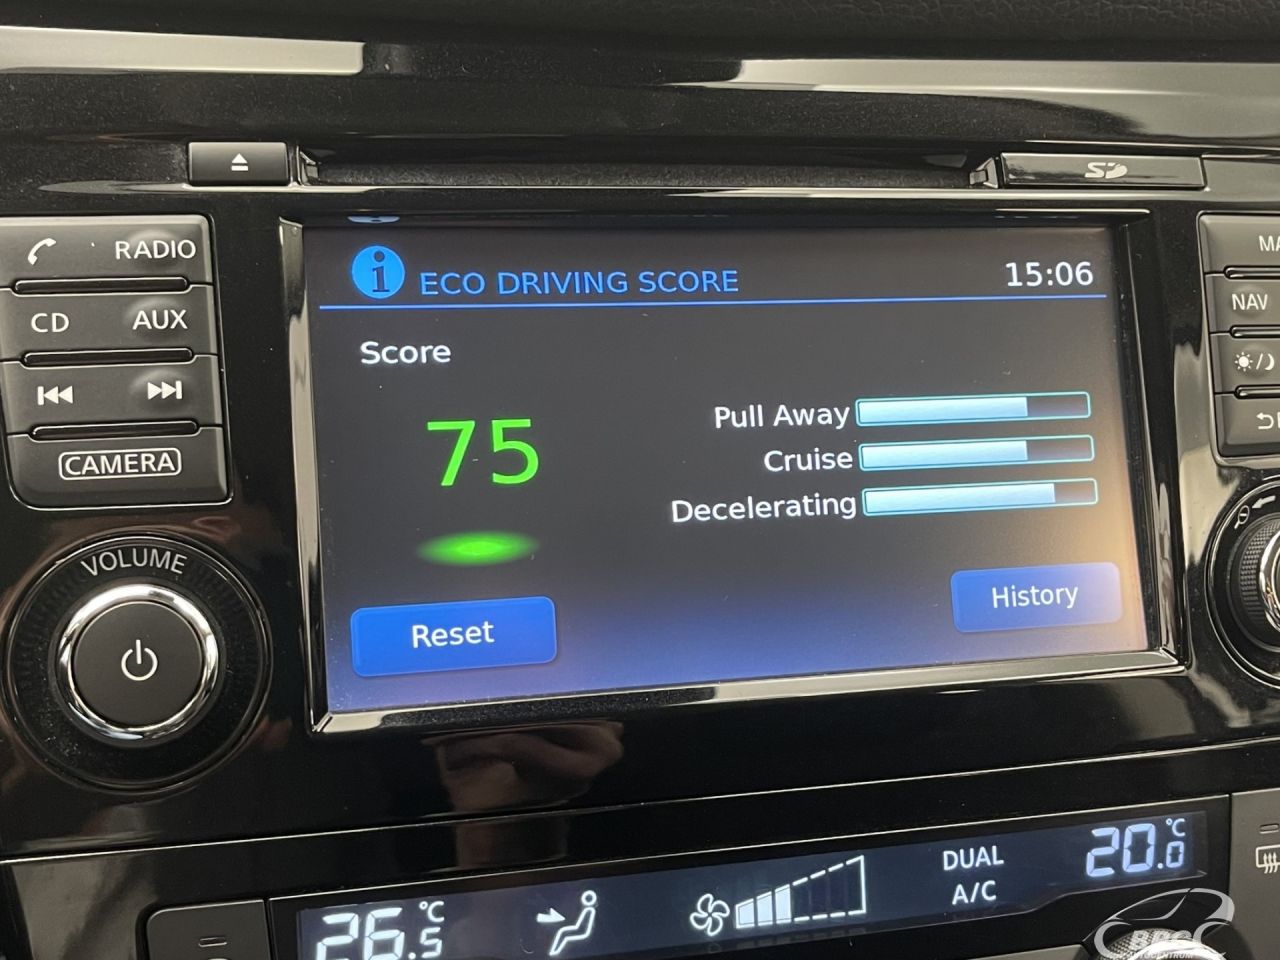 SD
RADIO
CD
AUX
CAMERA
VOLUME
i ECO DRIVING SCORE
15:06
Score
75
Pull Away
Cruise
Decelerating
Reset
History
NAV
26.5 °C
DUAL
A/C
20.0 °C